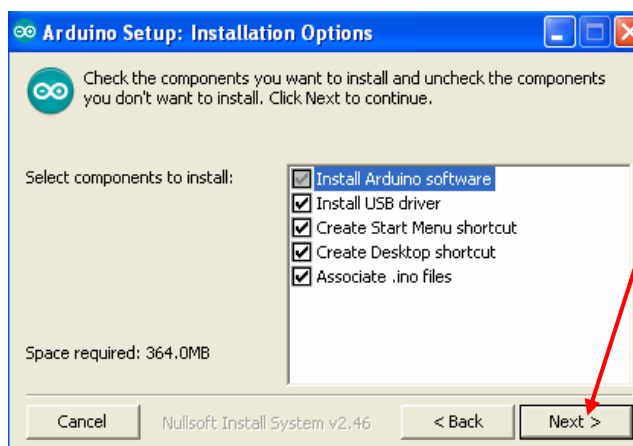 Arduino Setup: Installation Options
Check the components you want to install and uncheck the components
you don't want to install. Click Next to continue.
Select components to install:
Install Arduino software
Install USB driver
Create Start Menu shortcut
Create Desktop shortcut
Associate .ino files
Space required: 364.0MB
Cancel
Nullsoft Install System v2.46
< Back
Next >